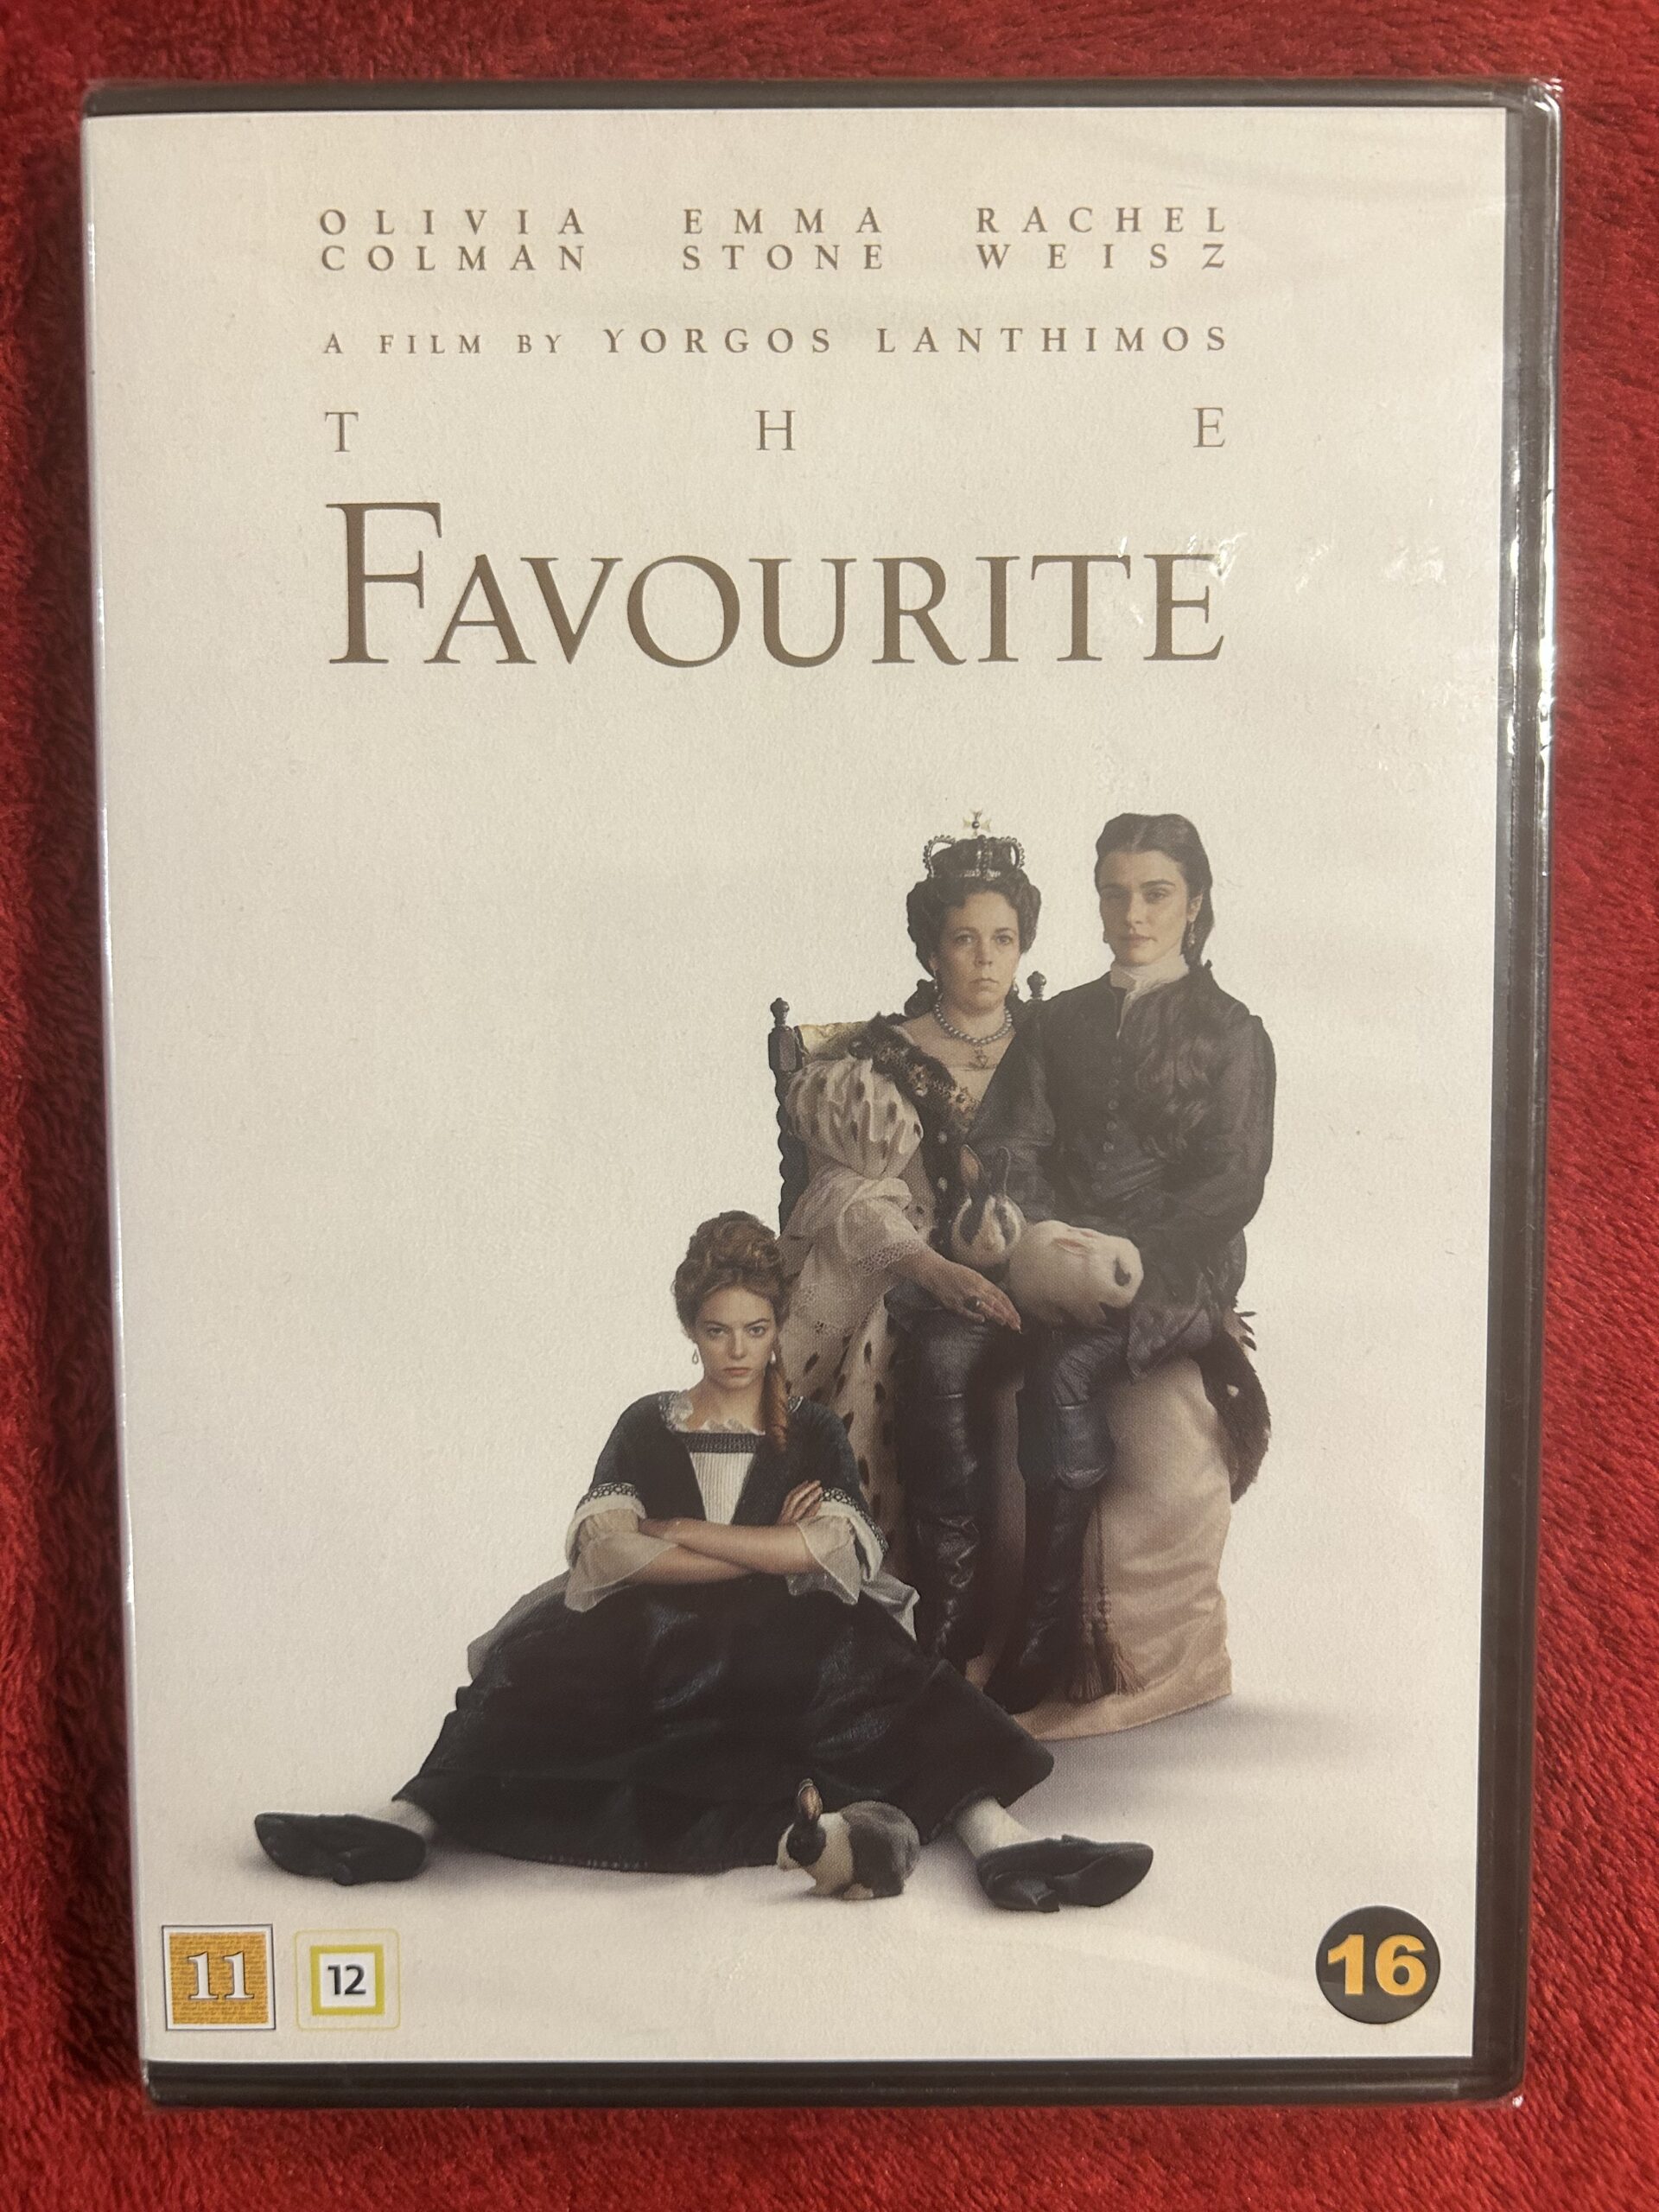 OLIVIA EMMA RACHEL
COLMAN STONE WEISZ
A FILM BY YORGOS LANTHIMOS
THE
FAVOURITE
11
12
16